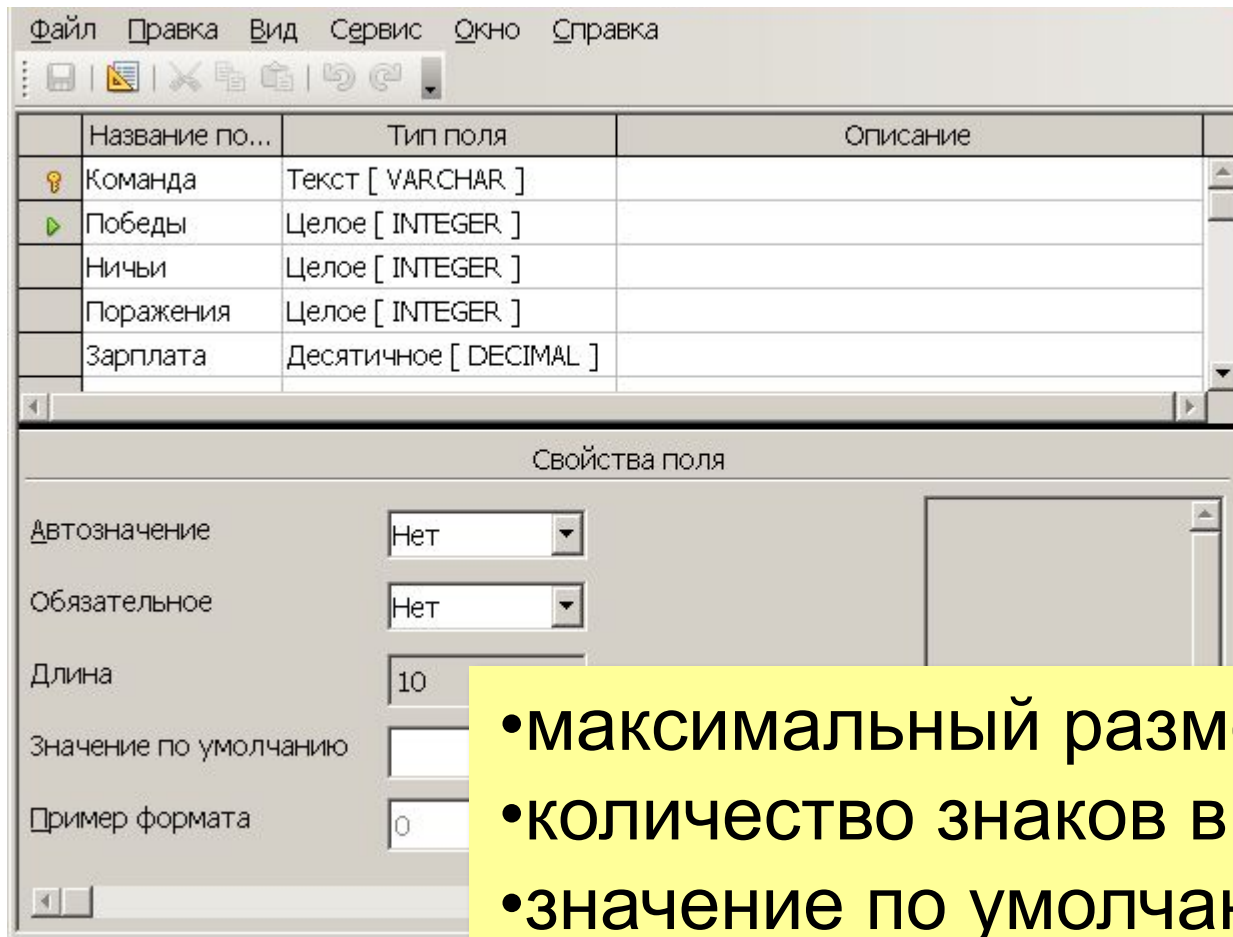 Файл Правка Вид Сервис Окно Справка
Название по... Тип поля Описание
Команда Текст [ VARCHAR ]
Победы Целое [ INTEGER ]
Ничьи Целое [ INTEGER ]
Поражения Целое [ INTEGER ]
Зарплата Десятичное [ DECIMAL ]
Свойства поля
Автозначение Нет
Обязательное Нет
Длина 10
Значение по умолчанию
Пример формата 0
•максимальный
•количество знаков в
•значение по